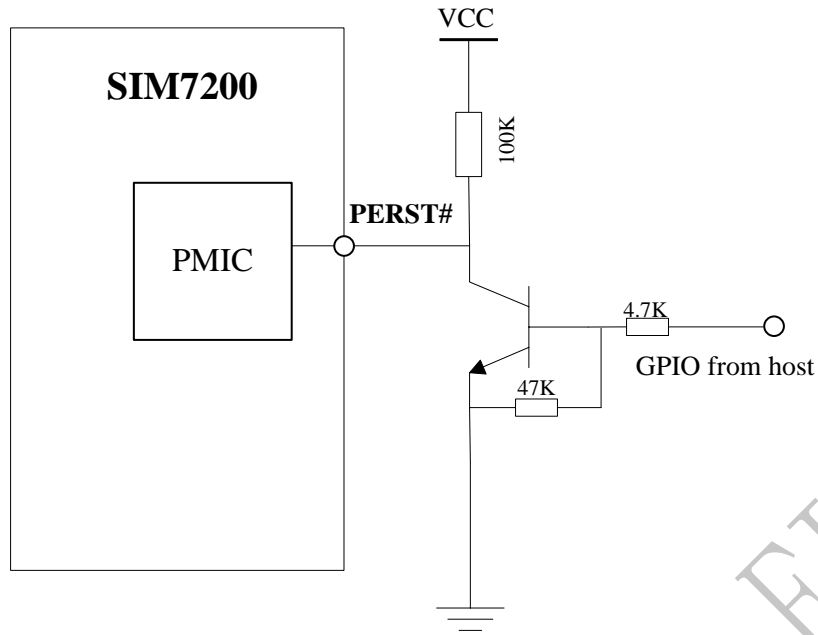 VCC
SIM7200
100K
PERST#
PMIC
4.7K
GPIO from host
47K